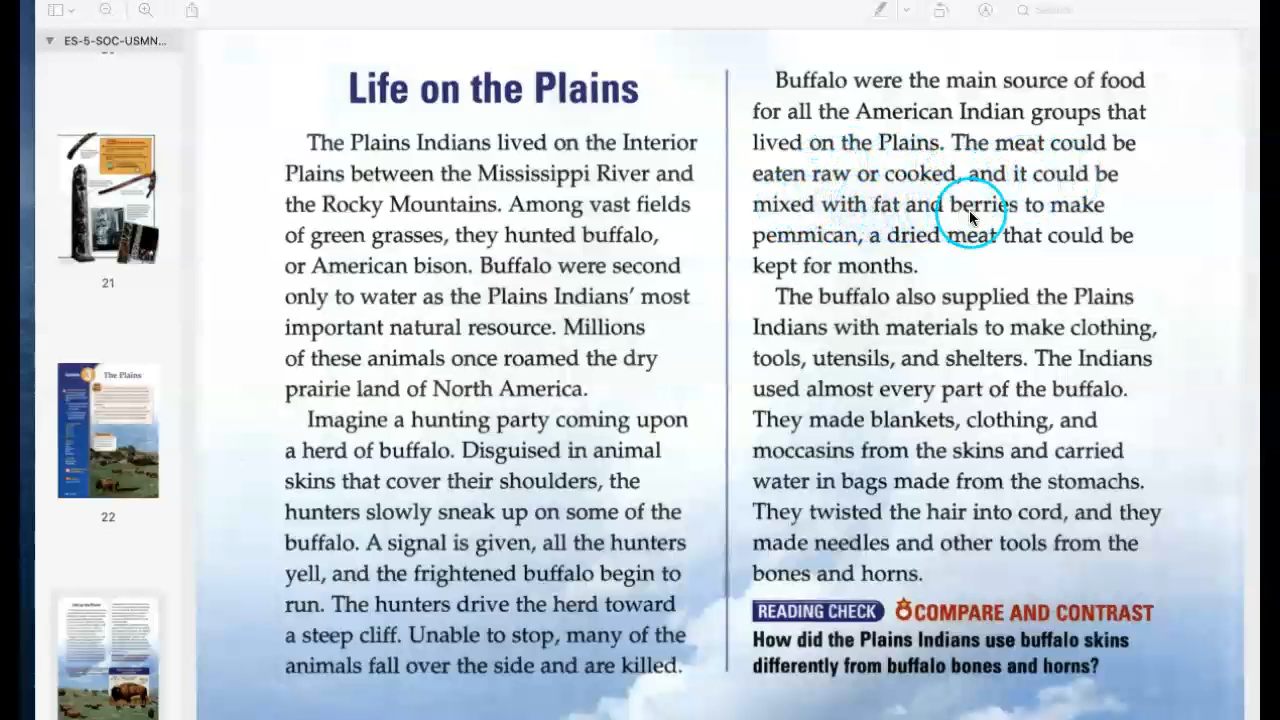 Search
ES-5-SOC-USMN...
21
The Plains
22
Life on the Plains
The Plains Indians lived on the Interior
Plains between the Mississippi River and
the Rocky Mountains. Among vast fields
of green grasses, they hunted buffalo,
or American bison. Buffalo were second
only to water as the Plains Indians’ most
important natural resource. Millions
of these animals once roamed the dry
prairie land of North America.
Imagine a hunting party coming upon
a herd of buffalo. Disguised in animal
skins that cover their shoulders, the
hunters slowly sneak up on some of the
buffalo. A signal is given, all the hunters
yell, and the frightened buffalo begin to
run. The hunters drive the herd toward
a steep cliff. Unable to stop, many of the
animals fall over the side and are killed.
Buffalo were the main source of food
for all the American Indian groups that
lived on the Plains. The meat could be
eaten raw or cooked, and it could be
mixed with fat and berries to make
pemmican, a dried meat that could be
kept for months.
The buffalo also supplied the Plains
Indians with materials to make clothing,
tools, utensils, and shelters. The Indians
used almost every part of the buffalo.
They made blankets, clothing, and
moccasins from the skins and carried
water in bags made from the stomachs.
They twisted the hair into cord, and they
made needles and other tools from the
bones and horns.
READING CHECK COMPARE AND CONTRAST
How did the Plains Indians use buffalo skins
differently from buffalo bones and horns?